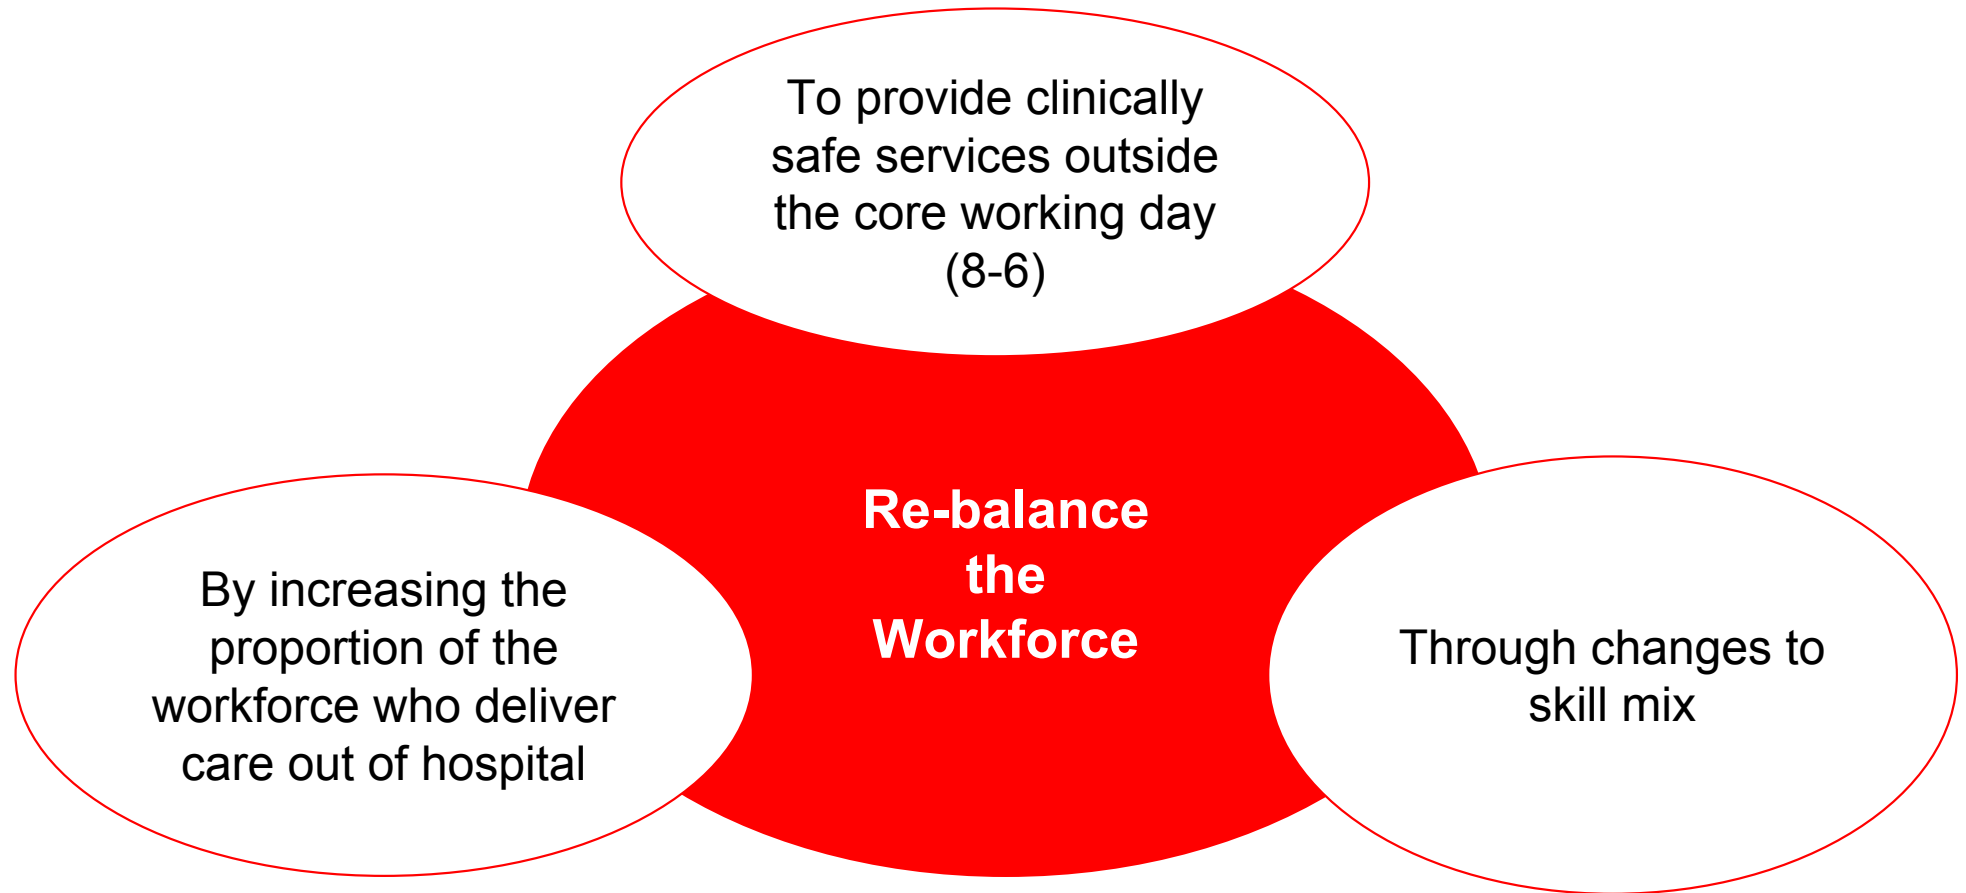 To provide clinically
safe services outside
the core working day
(8-6)
Re-balance
the
Workforce
By increasing the
proportion of the
workforce who deliver
care out of hospital
Through changes to
skill mix